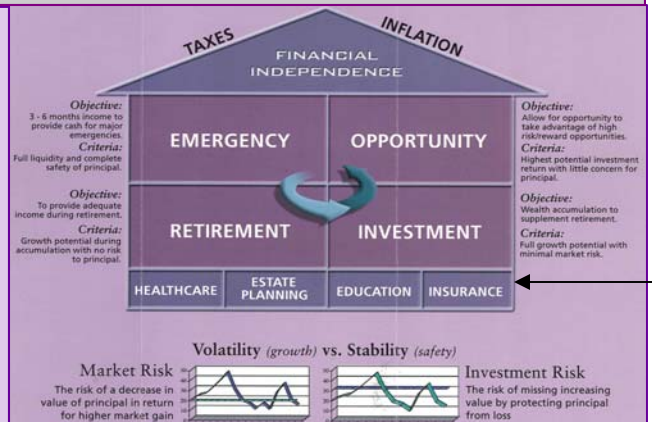 TAXES
INFLATION
FINANCIAL
INDEPENDENCE
Objective:
3 - 6 months income to
provide cash for major
emergencies.
Criteria:
Full liquidity and complete
safety of principal.
EMERGENCY
OPPORTUNITY
Objective:
Allow for opportunity to
take advantage of high
risk/reward opportunities.
Criteria:
Highest potential investment
return with little concern for
principal.
Objective:
To provide adequate
income during retirement.
Criteria:
Growth potential during
accumulation with no risk
to principal.
RETIREMENT
INVESTMENT
Objective:
Wealth accumulation to
supplement retirement.
Criteria:
Full growth potential with
minimal market risk.
HEALTHCARE
ESTATE
PLANNING
EDUCATION
INSURANCE
Volatility (growth) vs. Stability (safety)
Market Risk
The risk of a decrease in
value of principal in return
for higher market gain
Investment Risk
The risk of missing increasing
value by protecting principal
from loss